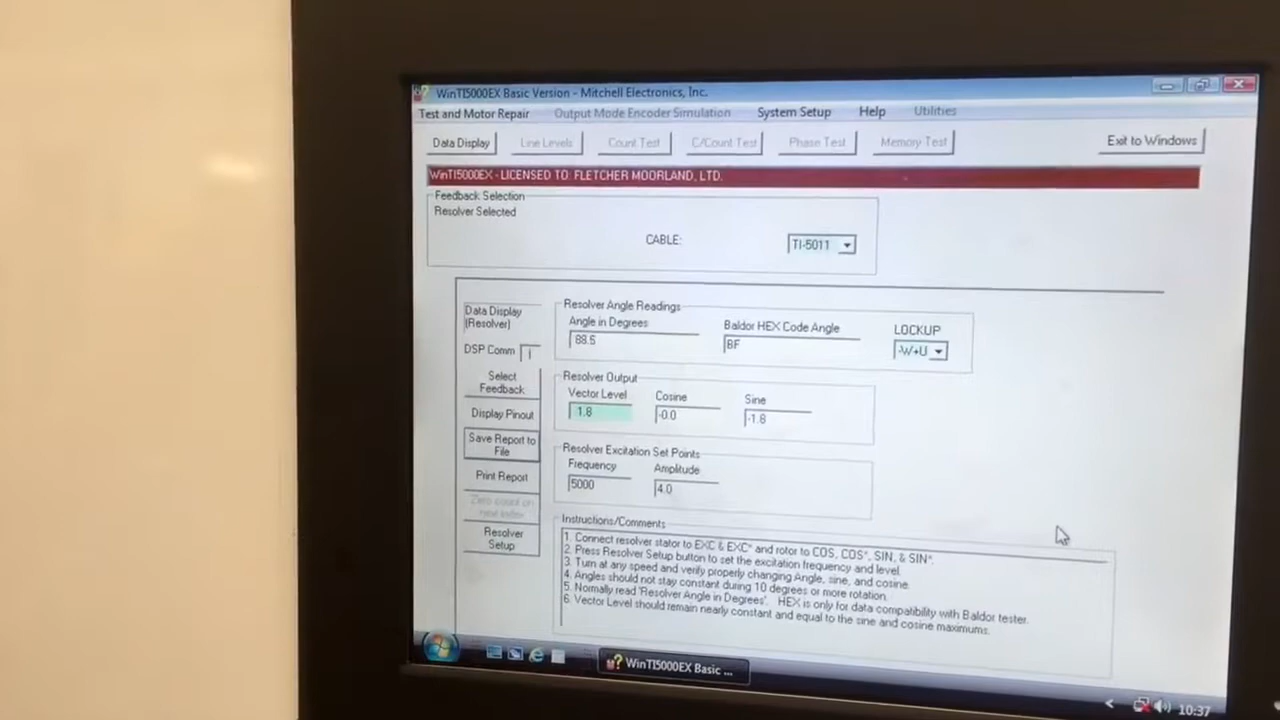 WinTI5000EX Basic Version - Mitchell Electronics, Inc.
Test and Motor Repair Output Mode Encoder Simulation System Setup Help Utilities
Data Display Line Levels Count Test C/Count Test Phase Test Memory Test Exit to Windows
WinTI5000EX - LICENSED TO: FLETCHER MOORLAND, LTD.
Feedback Selection
Resolver Selected
CABLE: TI-5011
Data Display
(Resolver)
DSP Comm
Select
Feedback
Display Pinout
Save Report to
File
Print Report
Zero count on
new index
Resolver
Setup
Resolver Angle Readings
Angle in Degrees Baldor HEX Code Angle LOCKUP
88.5 BF -W+U
Resolver Output
Vector Level Cosine Sine
1.8 -0.0 -1.8
Resolver Excitation Set Points
Frequency Amplitude
5000 4.0
Instructions/Comments
1. Connect resolver stator to EXC & EXC* and rotor to COS, COS*, SIN, & SIN*.
2. Press Resolver Setup button to set the excitation frequency and level.
3. Turn at any speed and verify properly changing Angle, sine, and cosine.
4. Angles should not stay constant during 10 degrees or more rotation.
5. Normally read 'Resolver Angle in Degrees'. HEX is only for data compatibility with Baldor tester.
6. Vector Level should remain nearly constant and equal to the sine and cosine maximums.
WinTI5000EX Basic ...
10:37